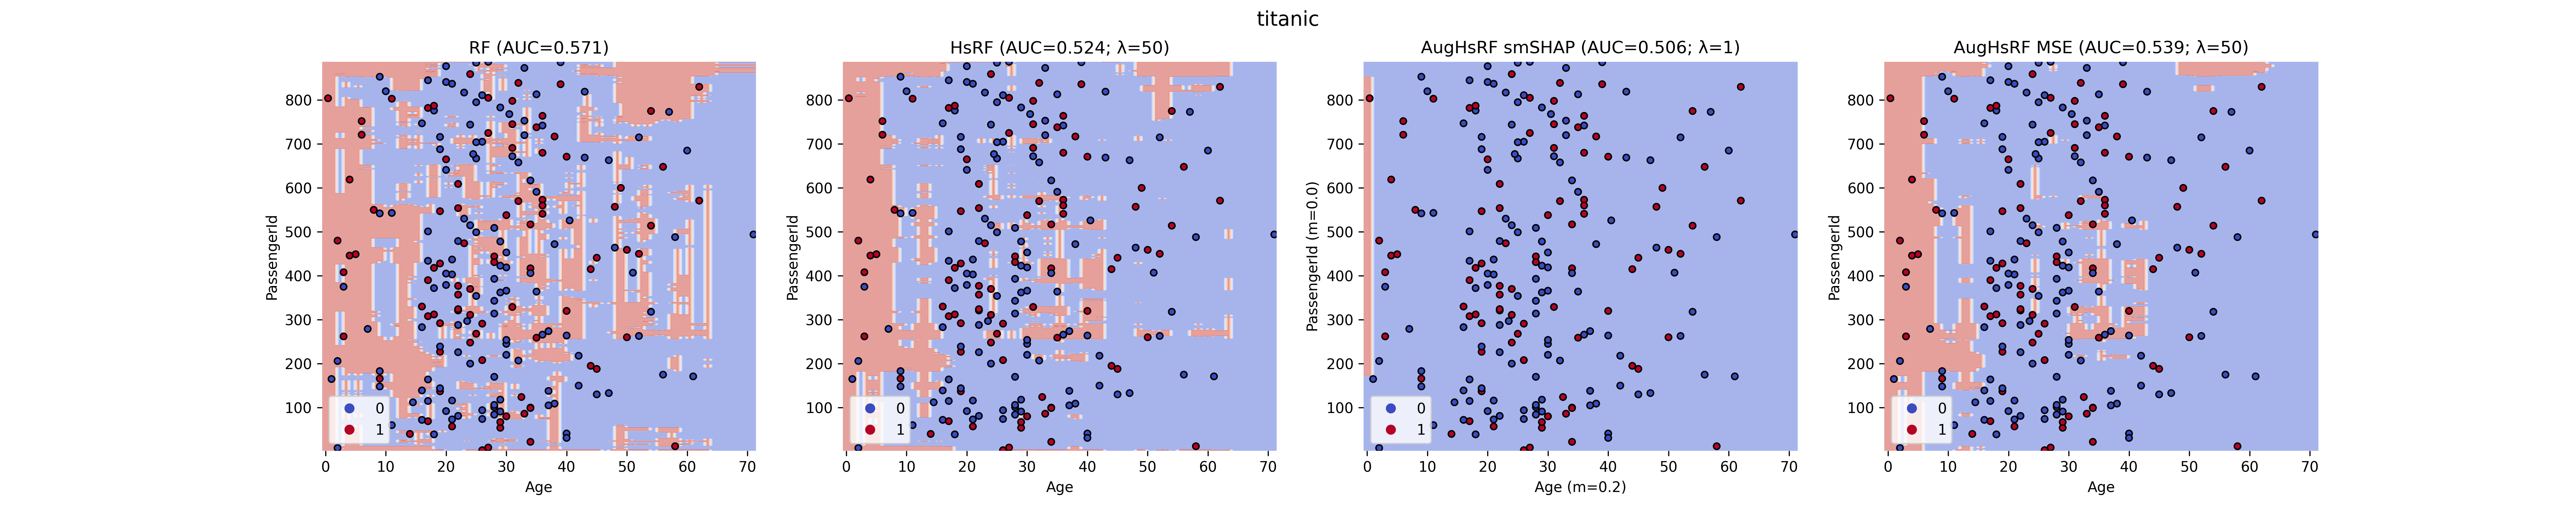 titanic
RF (AUC=0.571)
PassengerId
800
700
600
500
400
300
200
100
0
1
0 10 20 30 40 50 60 70
Age
HsRF (AUC=0.524; λ=50)
PassengerId
800
700
600
500
400
300
200
100
0
1
0 10 20 30 40 50 60 70
Age
AugHsRF smSHAP (AUC=0.506; λ=1)
PassengerId (m=0.0)
800
700
600
500
400
300
200
100
0
1
0 10 20 30 40 50 60 70
Age (m=0.2)
AugHsRF MSE (AUC=0.539; λ=50)
PassengerId
800
700
600
500
400
300
200
100
0
1
0 10 20 30 40 50 60 70
Age